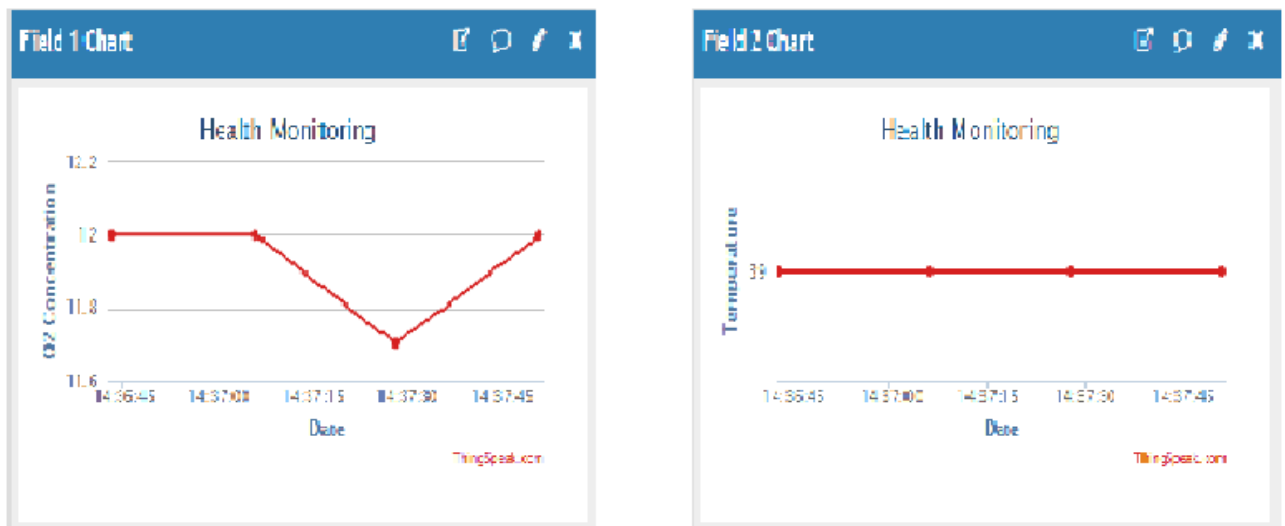 Field 1 Chart
Health Monitoring
12.2
12
11.8
11.6
O2 Concentration
14:36:45 14:37:00 14:37:15 14:37:30 14:37:45
Date
ThingSpeak.com
Field 2 Chart
Health Monitoring
39
Temperature
14:36:45 14:37:00 14:37:15 14:37:30 14:37:45
Date
ThingSpeak.com